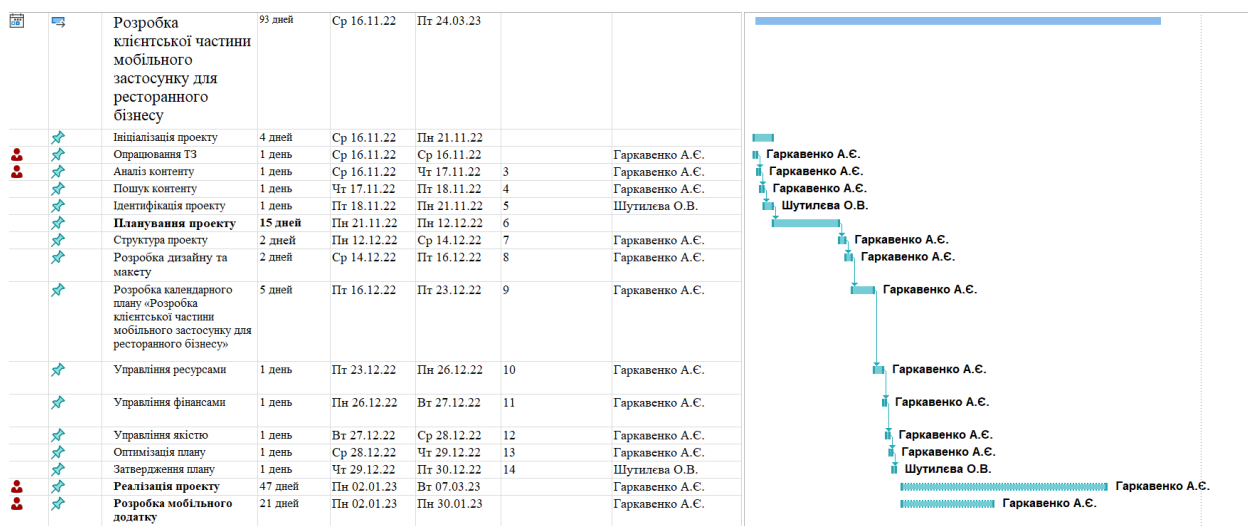 Розробка 93 дней Ср 16.11.22 Пт 24.03.23
клієнтської частини
мобільного
застосунку для
ресторанного
бізнесу
Ініціалізація проекту 4 дней Ср 16.11.22 Пн 21.11.22
Опрацювання ТЗ 1 день Ср 16.11.22 Ср 16.11.22 Гаркавенко А.Є. Гаркавенко А.Є.
Аналіз контенту 1 день Ср 16.11.22 Чт 17.11.22 3 Гаркавенко А.Є. Гаркавенко А.Є.
Пошук контенту 1 день Чт 17.11.22 Пт 18.11.22 4 Гаркавенко А.Є. Гаркавенко А.Є.
Ідентифікація проекту 1 день Пт 18.11.22 Пн 21.11.22 5 Шутилєва О.В. Шутилєва О.В.
Планування проекту 15 дней Пн 21.11.22 Пн 12.12.22 6
Структура проекту 2 дней Пн 12.12.22 Ср 14.12.22 7 Гаркавенко А.Є. Гаркавенко А.Є.
Розробка дизайну та 2 дней Ср 14.12.22 Пт 16.12.22 8 Гаркавенко А.Є. Гаркавенко А.Є.
макету
Розробка календарного 5 дней Пт 16.12.22 Пт 23.12.22 9 Гаркавенко А.Є. Гаркавенко А.Є.
плану «Розробка
клієнтської частини
мобільного застосунку для
ресторанного бізнесу»
Управління ресурсами 1 день Пт 23.12.22 Пн 26.12.22 10 Гаркавенко А.Є. Гаркавенко А.Є.
Управління фінансами 1 день Пн 26.12.22 Вт 27.12.22 11 Гаркавенко А.Є. Гаркавенко А.Є.
Управління якістю 1 день Вт 27.12.22 Ср 28.12.22 12 Гаркавенко А.Є. Гаркавенко А.Є.
Оптимізація плану 1 день Ср 28.12.22 Чт 29.12.22 13 Гаркавенко А.Є. Гаркавенко А.Є.
Затвердження плану 1 день Чт 29.12.22 Пт 30.12.22 14 Шутилєва О.В. Шутилєва О.В.
Реалізація проекту 47 дней Пн 02.01.23 Вт 07.03.23 Гаркавенко А.Є. Гаркавенко А.Є.
Розробка мобільного 21 дней Пн 02.01.23 Пн 30.01.23 Гаркавенко А.Є. Гаркавенко А.Є.
додатку